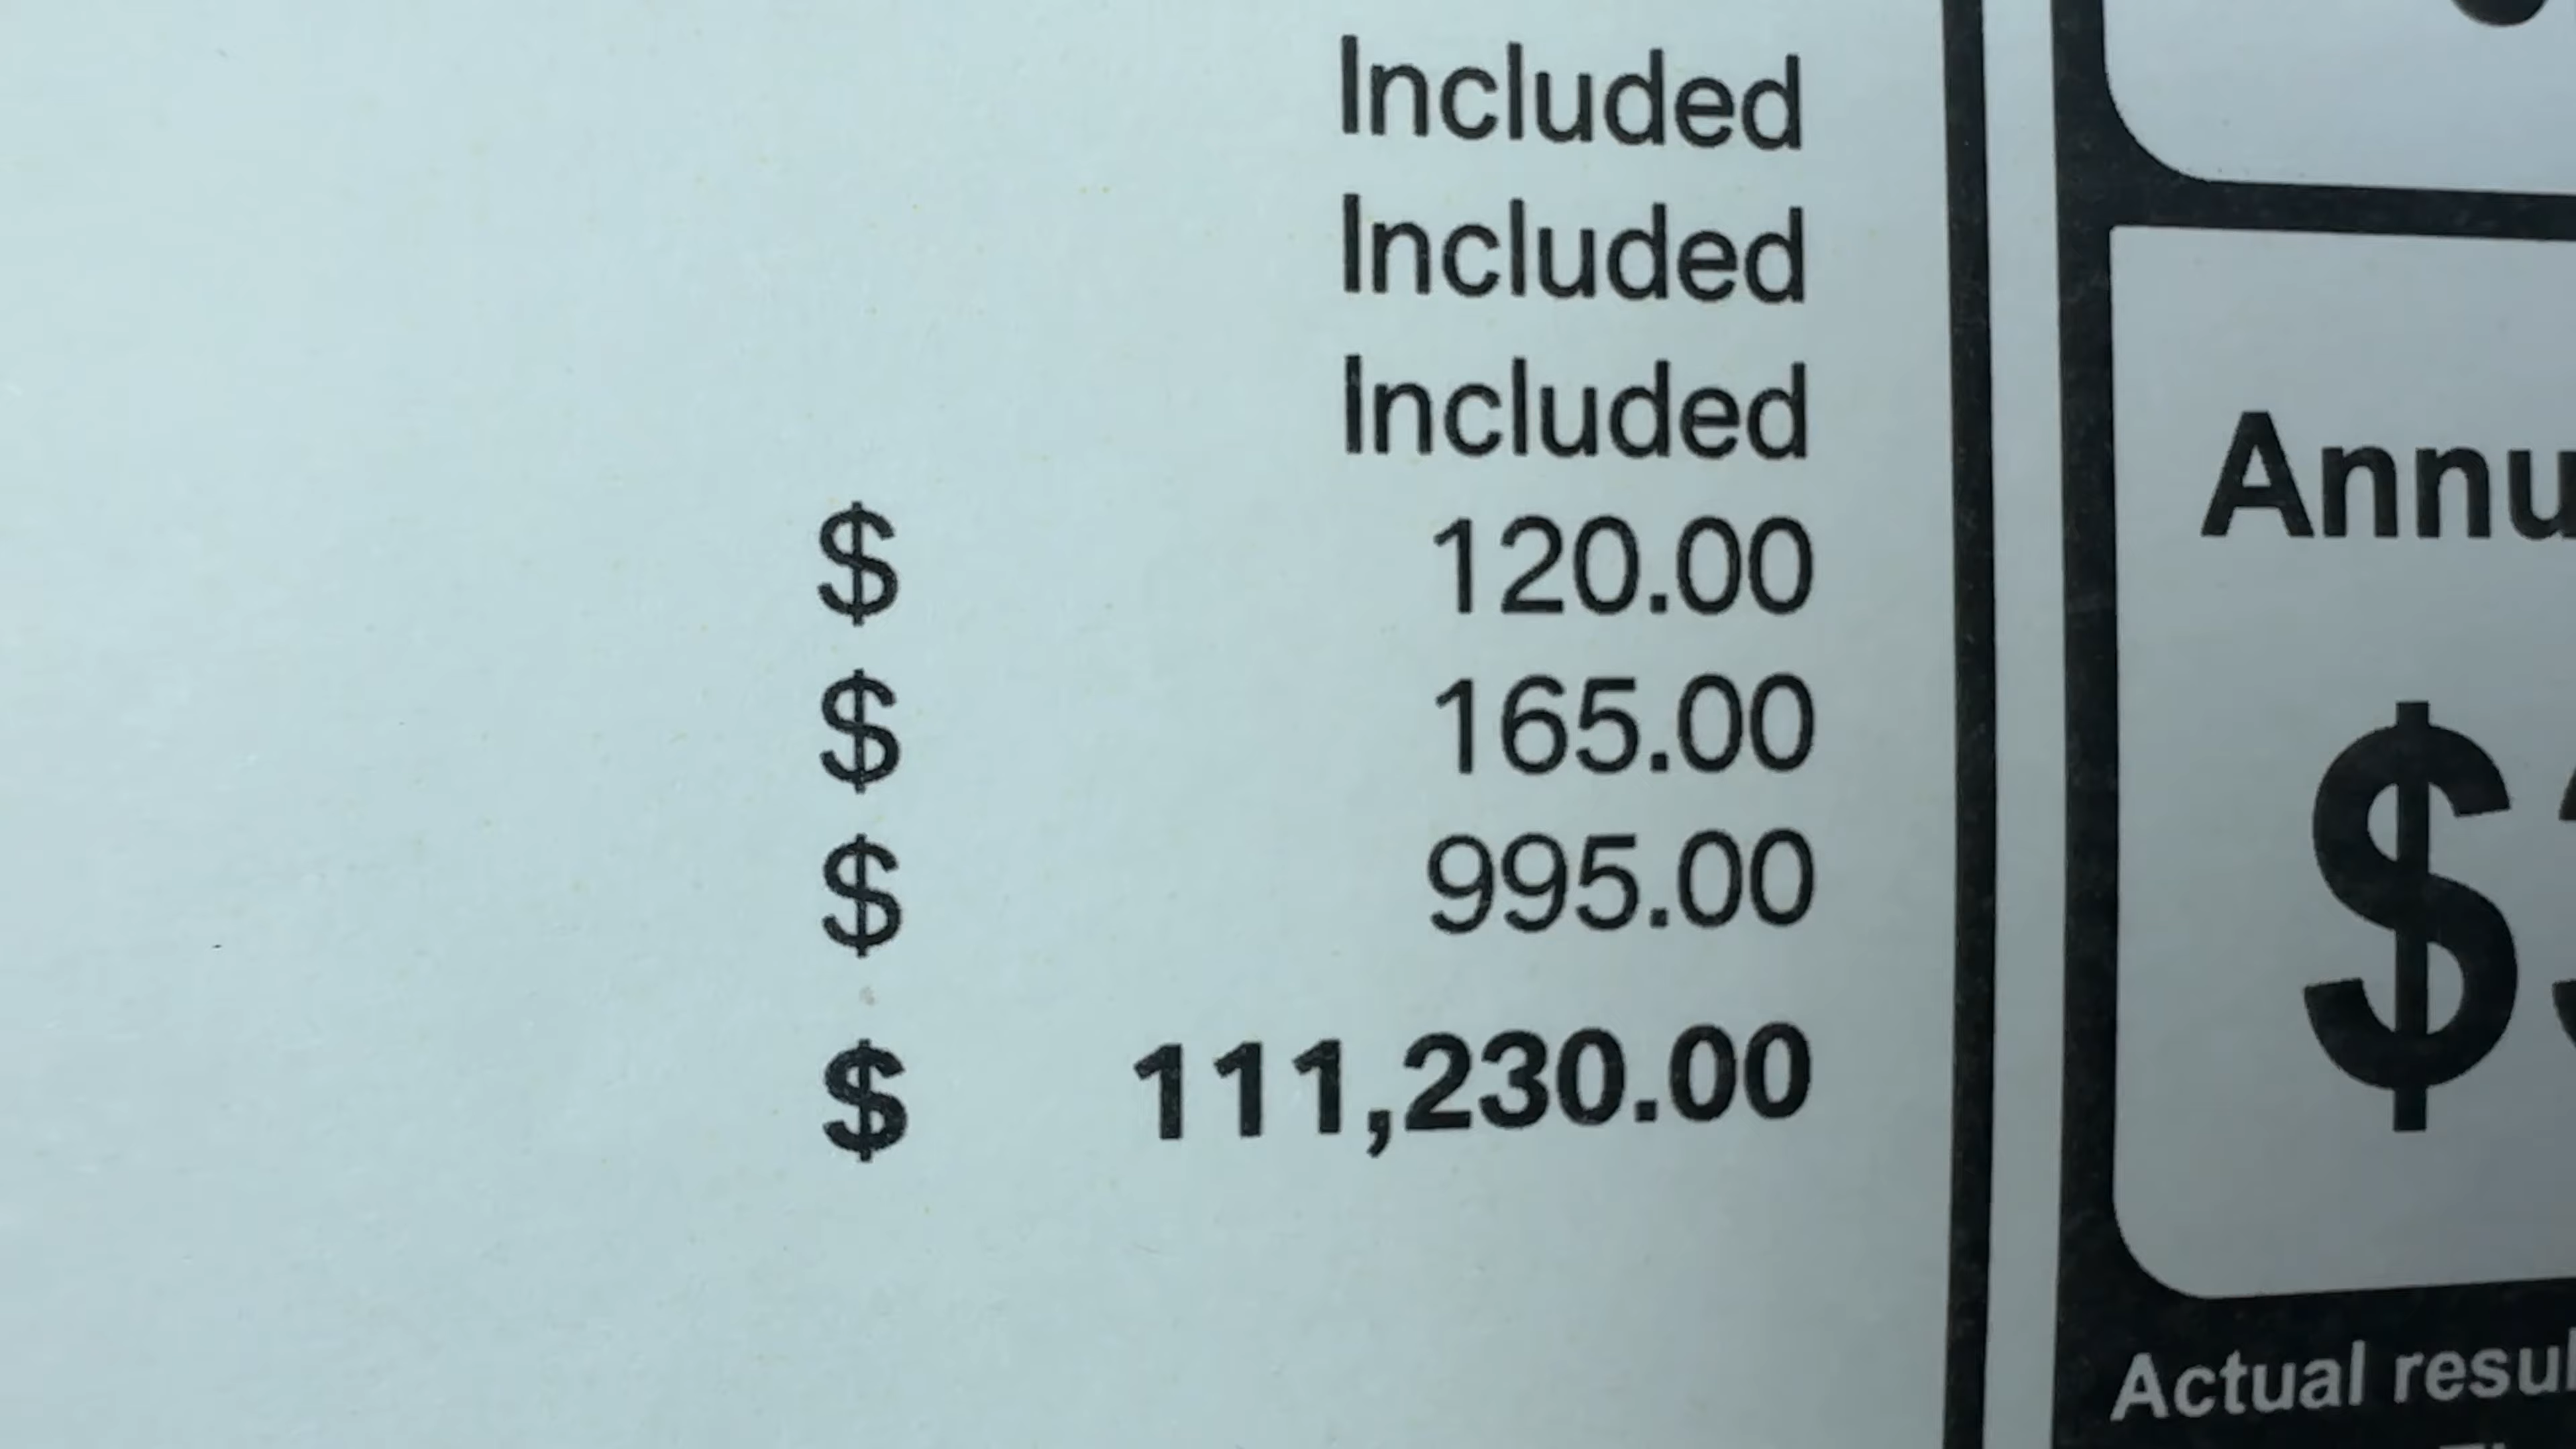 Included
Included
Included
$ 120.00
$ 165.00
$ 995.00
$ 111,230.00
Annu
$
Actual resul